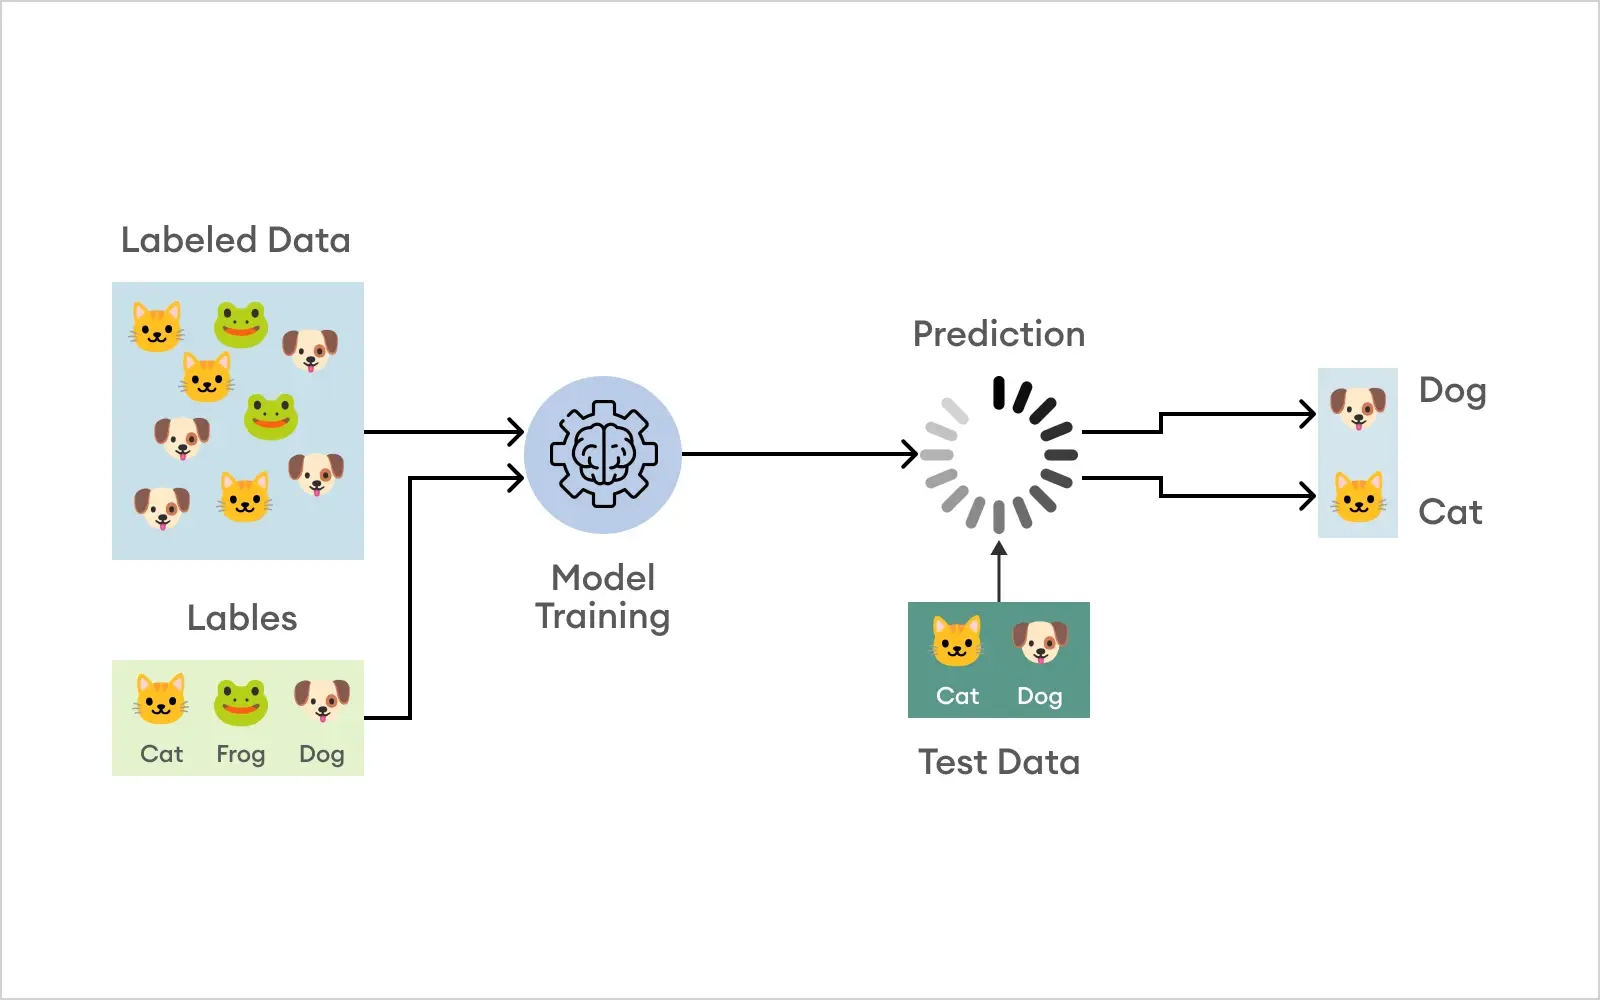 Labeled Data
Lables
Cat Frog Dog
Model
Training
Prediction
Cat Dog
Test Data
Dog
Cat